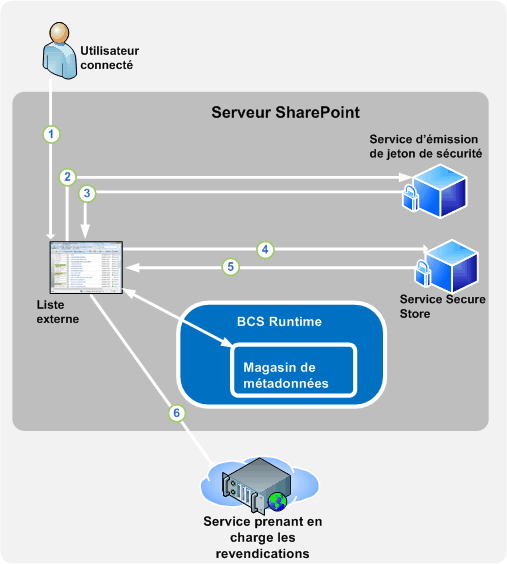 Utilisateur
connecté
Serveur SharePoint
1
Service d'émission
de jeton de sécurité
2
3
4
5
Liste
externe
Service Secure
Store
BCS Runtime
Magasin de
métadonnées
6
Service prenant en
charge les
revendications